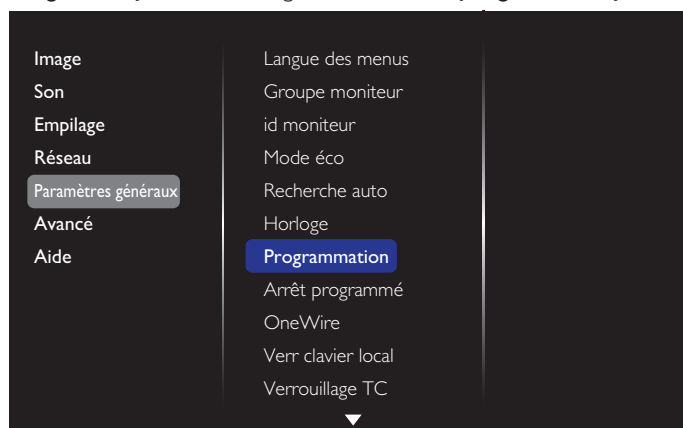 Image
Son
Empilage
Réseau
Paramètres généraux
Avancé
Aide
Langue des menus
Groupe moniteur
id moniteur
Mode éco
Recherche auto
Horloge
Programmation
Arrêt programmé
OneWire
Verr clavier local
Verrouillage TC